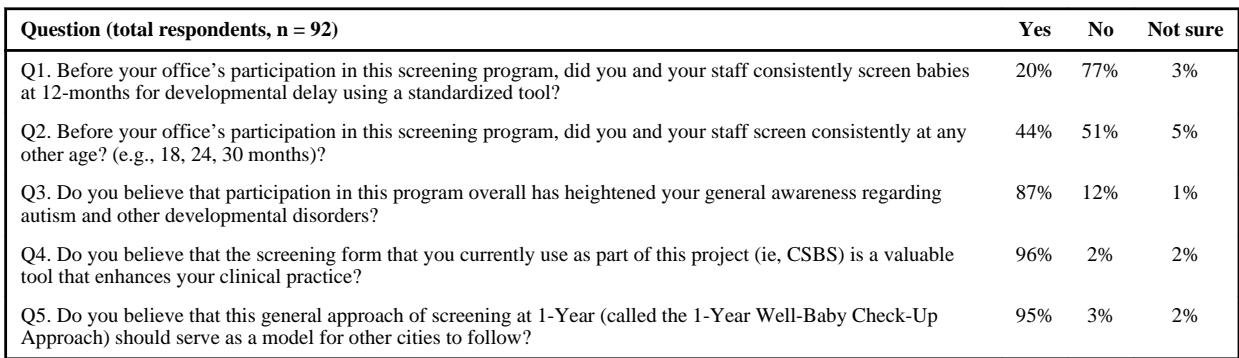 Question (total respondents, n = 92) Yes No Not sure
Q1. Before your office’s participation in this screening program, did you and your staff consistently screen babies 20% 77% 3%
at 12-months for developmental delay using a standardized tool?
Q2. Before your office’s participation in this screening program, did you and your staff screen consistently at any 44% 51% 5%
other age? (e.g., 18, 24, 30 months)?
Q3. Do you believe that participation in this program overall has heightened your general awareness regarding 87% 12% 1%
autism and other developmental disorders?
Q4. Do you believe that the screening form that you currently use as part of this project (ie, CSBS) is a valuable 96% 2% 2%
tool that enhances your clinical practice?
Q5. Do you believe that this general approach of screening at 1-Year (called the 1-Year Well-Baby Check-Up 95% 3% 2%
Approach) should serve as a model for other cities to follow?